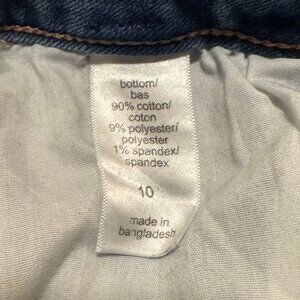 bottom/
bas
90% cotton/
coton
9% polyester/
polyester
1% spandex/
spandex
10
made in
bangladesh